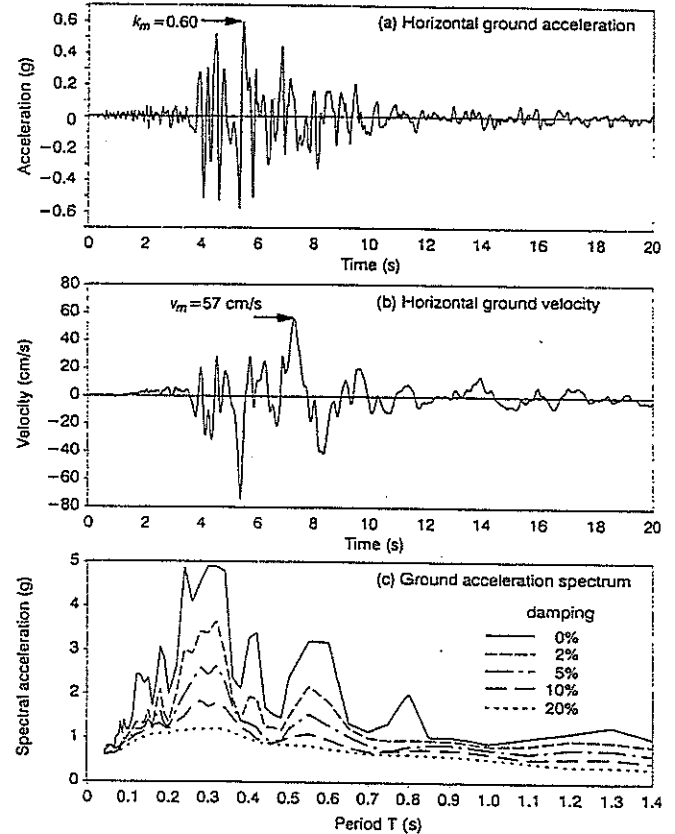 k_m=0.60
(a) Horizontal ground acceleration
Acceleration (g)
0.6
0.4
0.2
0
−0.2
−0.4
−0.6
0 2 4 6 8 10 12 14 16 18 20
Time (s)
v_m=57 cm/s
(b) Horizontal ground velocity
Velocity (cm/s)
80
60
40
20
0
−20
−40
−60
−80
0 2 4 6 8 10 12 14 16 18 20
Time (s)
(c) Ground acceleration spectrum
damping
0%
2%
5%
10%
20%
Spectral acceleration (g)
5
4
3
2
1
0
0 0.1 0.2 0.3 0.4 0.5 0.6 0.7 0.8 0.9 1.0 1.1 1.2 1.3 1.4
Period T (s)